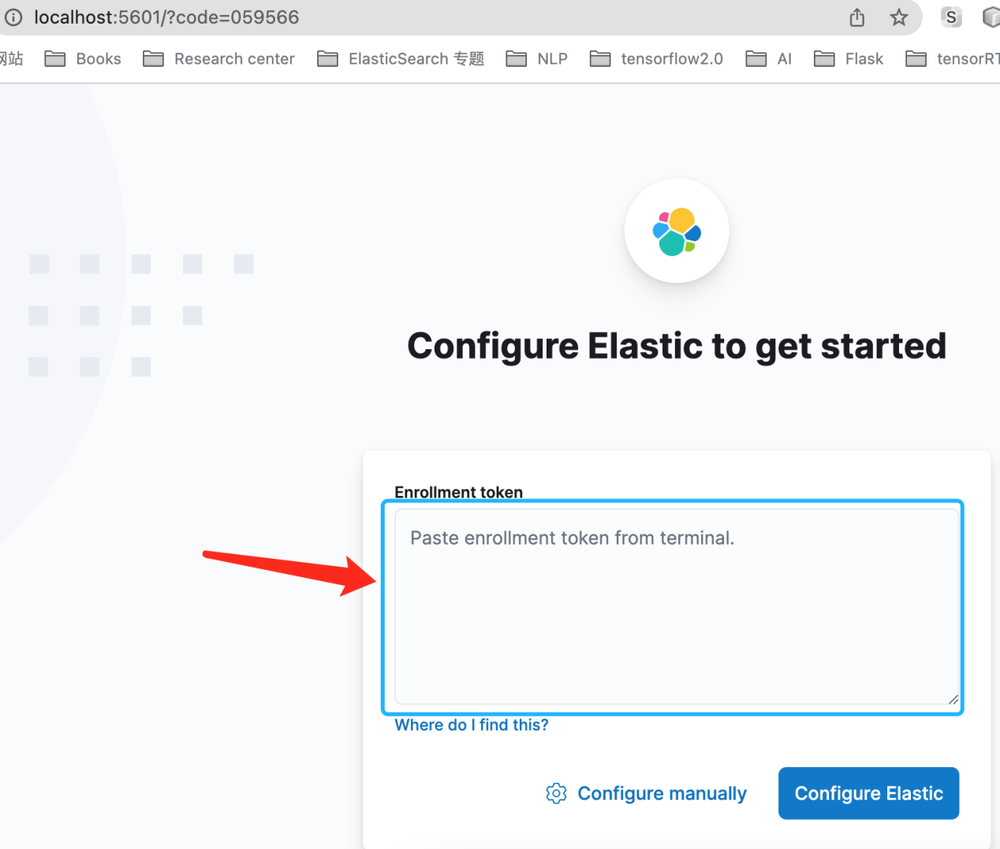 localhost:5601/?code=059566
网站 Books Research center ElasticSearch 专题 NLP tensorflow2.0 AI Flask tensorRT
Configure Elastic to get started
Enrollment token
Paste enrollment token from terminal.
Where do I find this?
Configure manually Configure Elastic